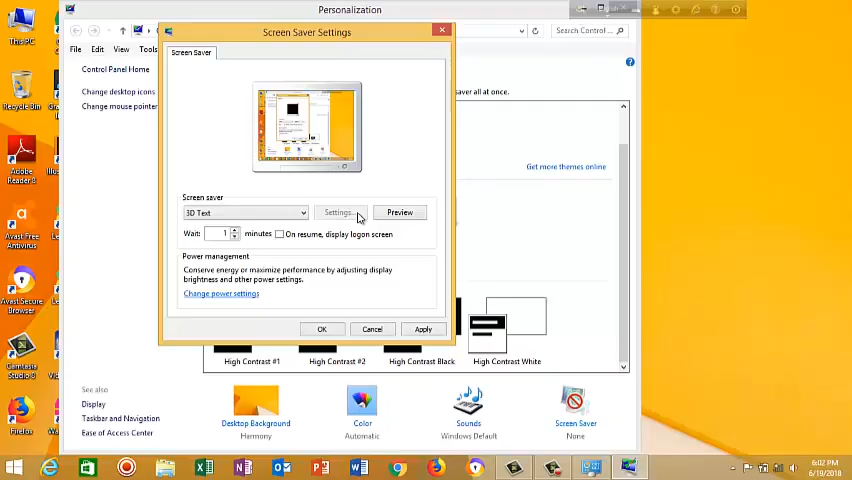 Personalization
Screen Saver Settings
Screen Saver
File
Edit
View
Tools
Search Control ...
Control Panel Home
Change desktop icons
Change mouse pointer
saver all at once.
Get more themes online
Screen saver
3D Text
Settings...
Preview
Wait:
1
minutes
On resume, display logon screen
Power management
Conserve energy or maximize performance by adjusting display
brightness and other power settings.
Change power settings
OK
Cancel
Apply
High Contrast #1
High Contrast #2
High Contrast Black
High Contrast White
See also
Display
Taskbar and Navigation
Ease of Access Center
Desktop Background
Harmony
Color
Automatic
Sounds
Windows Default
Screen Saver
None
This PC
Recycle Bin
Adobe
Reader 8
Avast Free
Antivirus
Avast Secure
Browser
Camtasia
Studio 8
Firefox
6:02 PM
6/19/2018